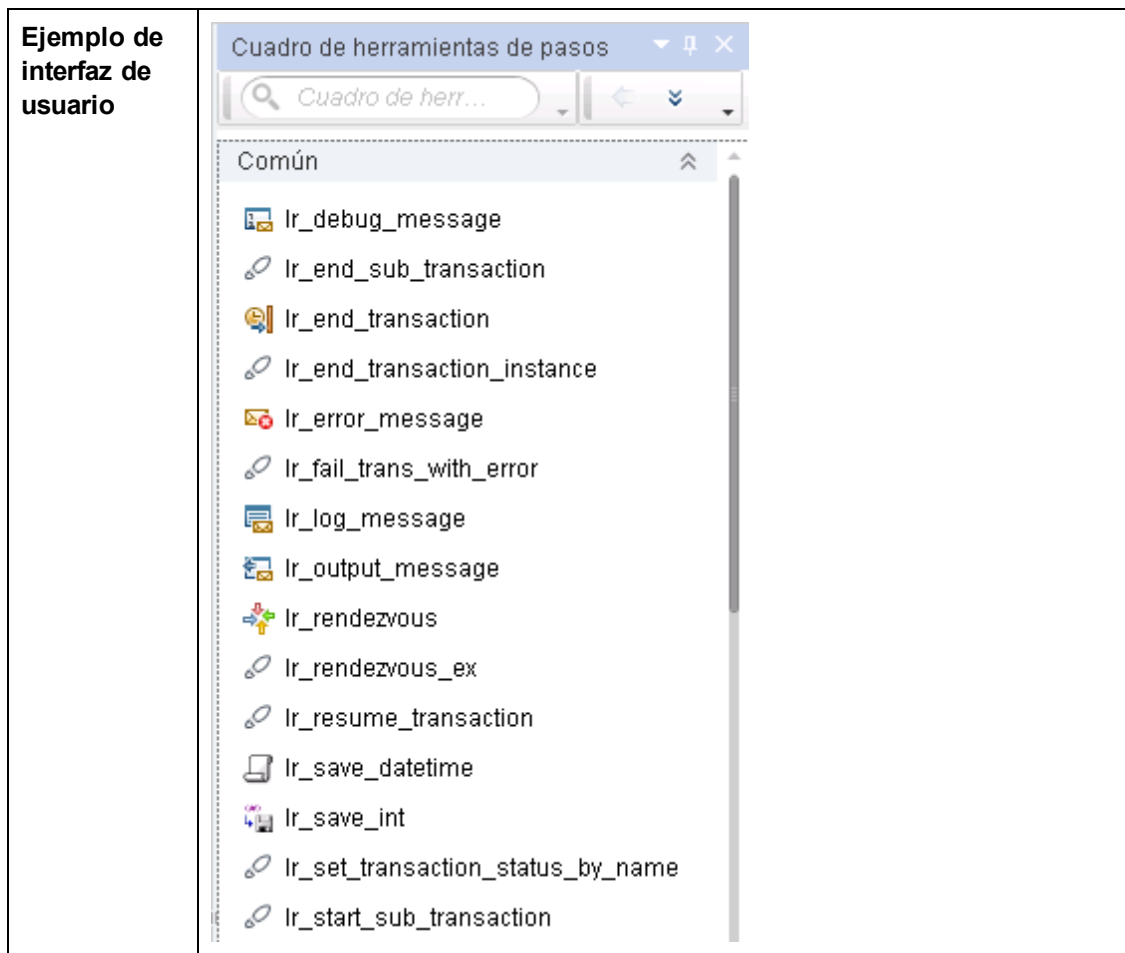 Ejemplo de
interfaz de
usuario
Cuadro de herramientas de pasos
Cuadro de herr...
Común
lr_debug_message
lr_end_sub_transaction
lr_end_transaction
lr_end_transaction_instance
lr_error_message
lr_fail_trans_with_error
lr_log_message
lr_output_message
lr_rendezvous
lr_rendezvous_ex
lr_resume_transaction
lr_save_datetime
lr_save_int
lr_set_transaction_status_by_name
lr_start_sub_transaction